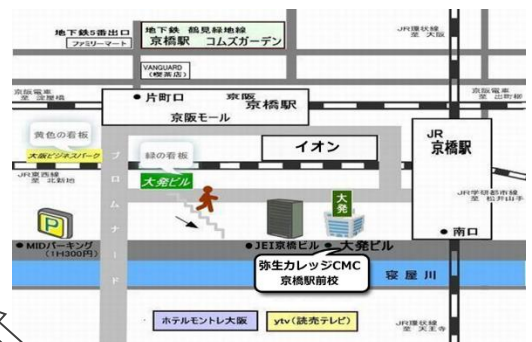 地下鉄5番出口
ファミリーマート
地下鉄 鶴見緑地線
京橋駅 コムズガーデン
JR環状線
至 大阪
VANGUARD
(喫茶店)
京阪電車
至 淀屋橋
●片町口 京阪
京橋駅
京阪モール
京阪電車
至 出町柳
黄色の看板
大阪ビジネスパーク
緑の看板
大発ビル
イオン
JR
京橋駅
JR東西線
至 北新地
プロムナード
P
大発
JR学研都市線
至 松井山手
●南口
●MIDパーキング
(1H300円)
●JEI京橋ビル
●大発ビル
弥生カレッジCMC
京橋駅前校
寝屋川
ホテルモントレ大阪
ytv(読売テレビ)
JR環状線
至 天王寺